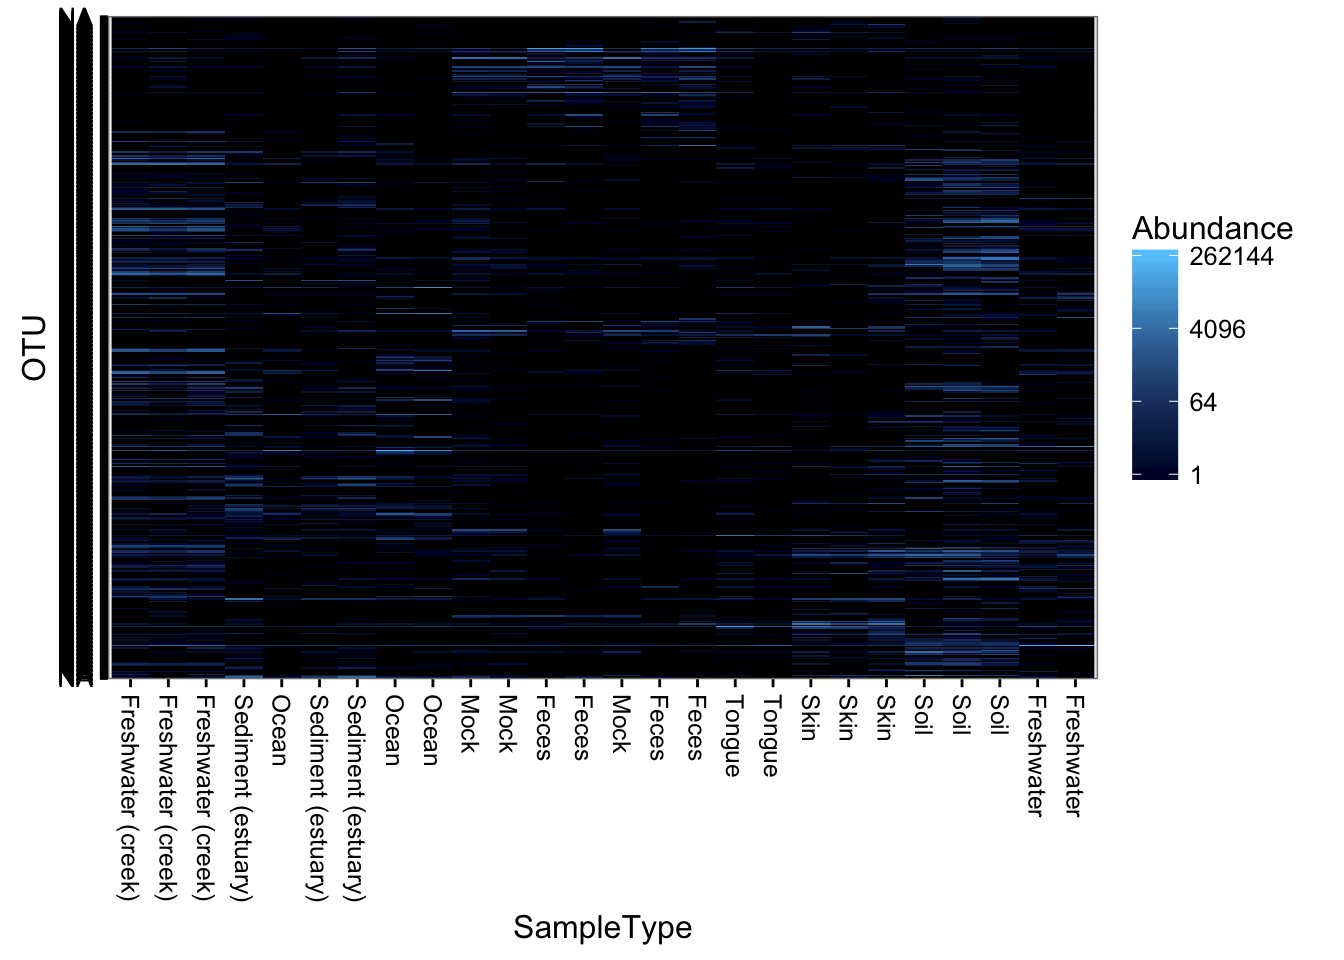 OTU
Abundance
262144
4096
64
1
Freshwater (creek)
Freshwater (creek)
Freshwater (creek)
Sediment (estuary)
Ocean
Sediment (estuary)
Sediment (estuary)
Ocean
Ocean
Mock
Mock
Feces
Feces
Mock
Feces
Feces
Tongue
Tongue
Skin
Skin
Skin
Soil
Soil
Soil
Freshwater
Freshwater
SampleType